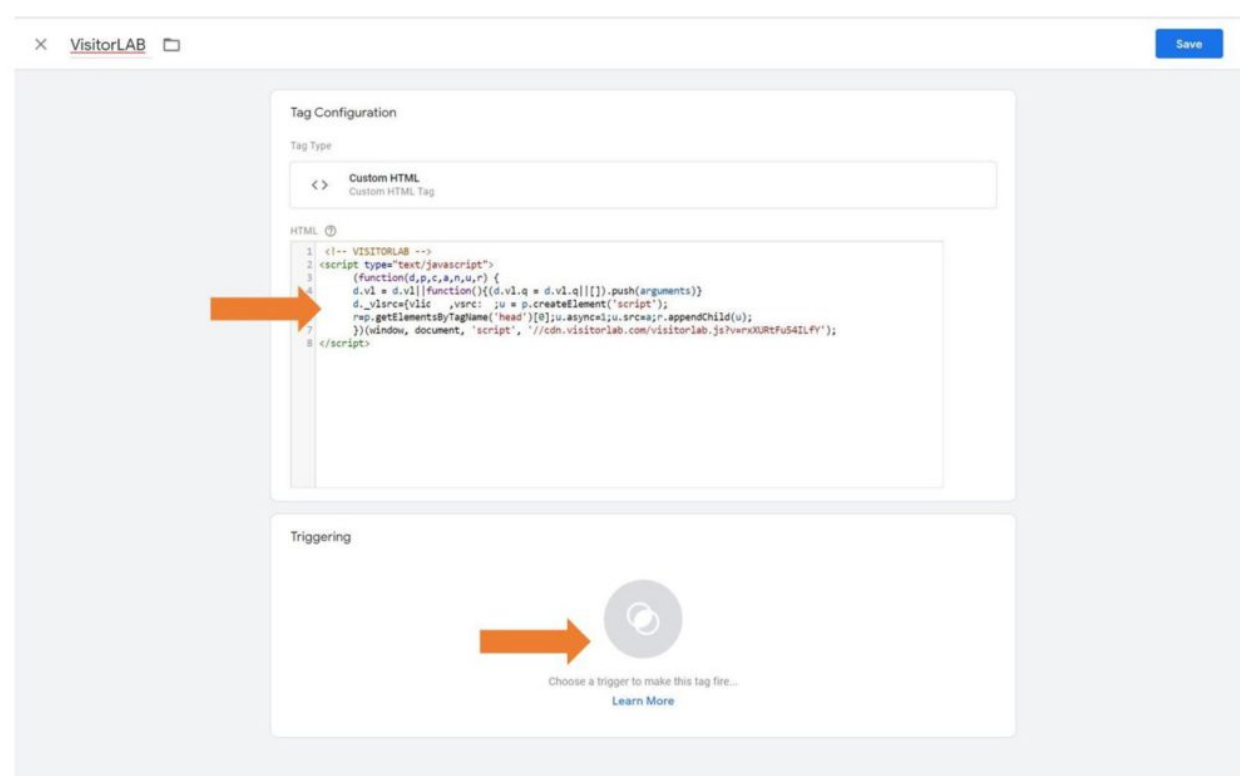 VisitorLAB
Save
Tag Configuration
Tag Type
Custom HTML
Custom HTML Tag
HTML
1 <!-- VISITORLAB -->
2 <script type="text/javascript">
3 (function(d,p,c,a,n,u,r) {
4 d.vl = d.vl||function(){(d.vl.q = d.vl.q||[]).push(arguments)}
d._vlsrc={vlic ,vsrc: ;u = p.createElement('script');
r=p.getElementsByTagName('head')[0];u.async=1;u.src=a;r.appendChild(u);
7 })(window, document, 'script', '//cdn.visitorlab.com/visitorlab.js?v=rxXURtFu54ILfY');
8 </script>
Triggering
Choose a trigger to make this tag fire...
Learn More